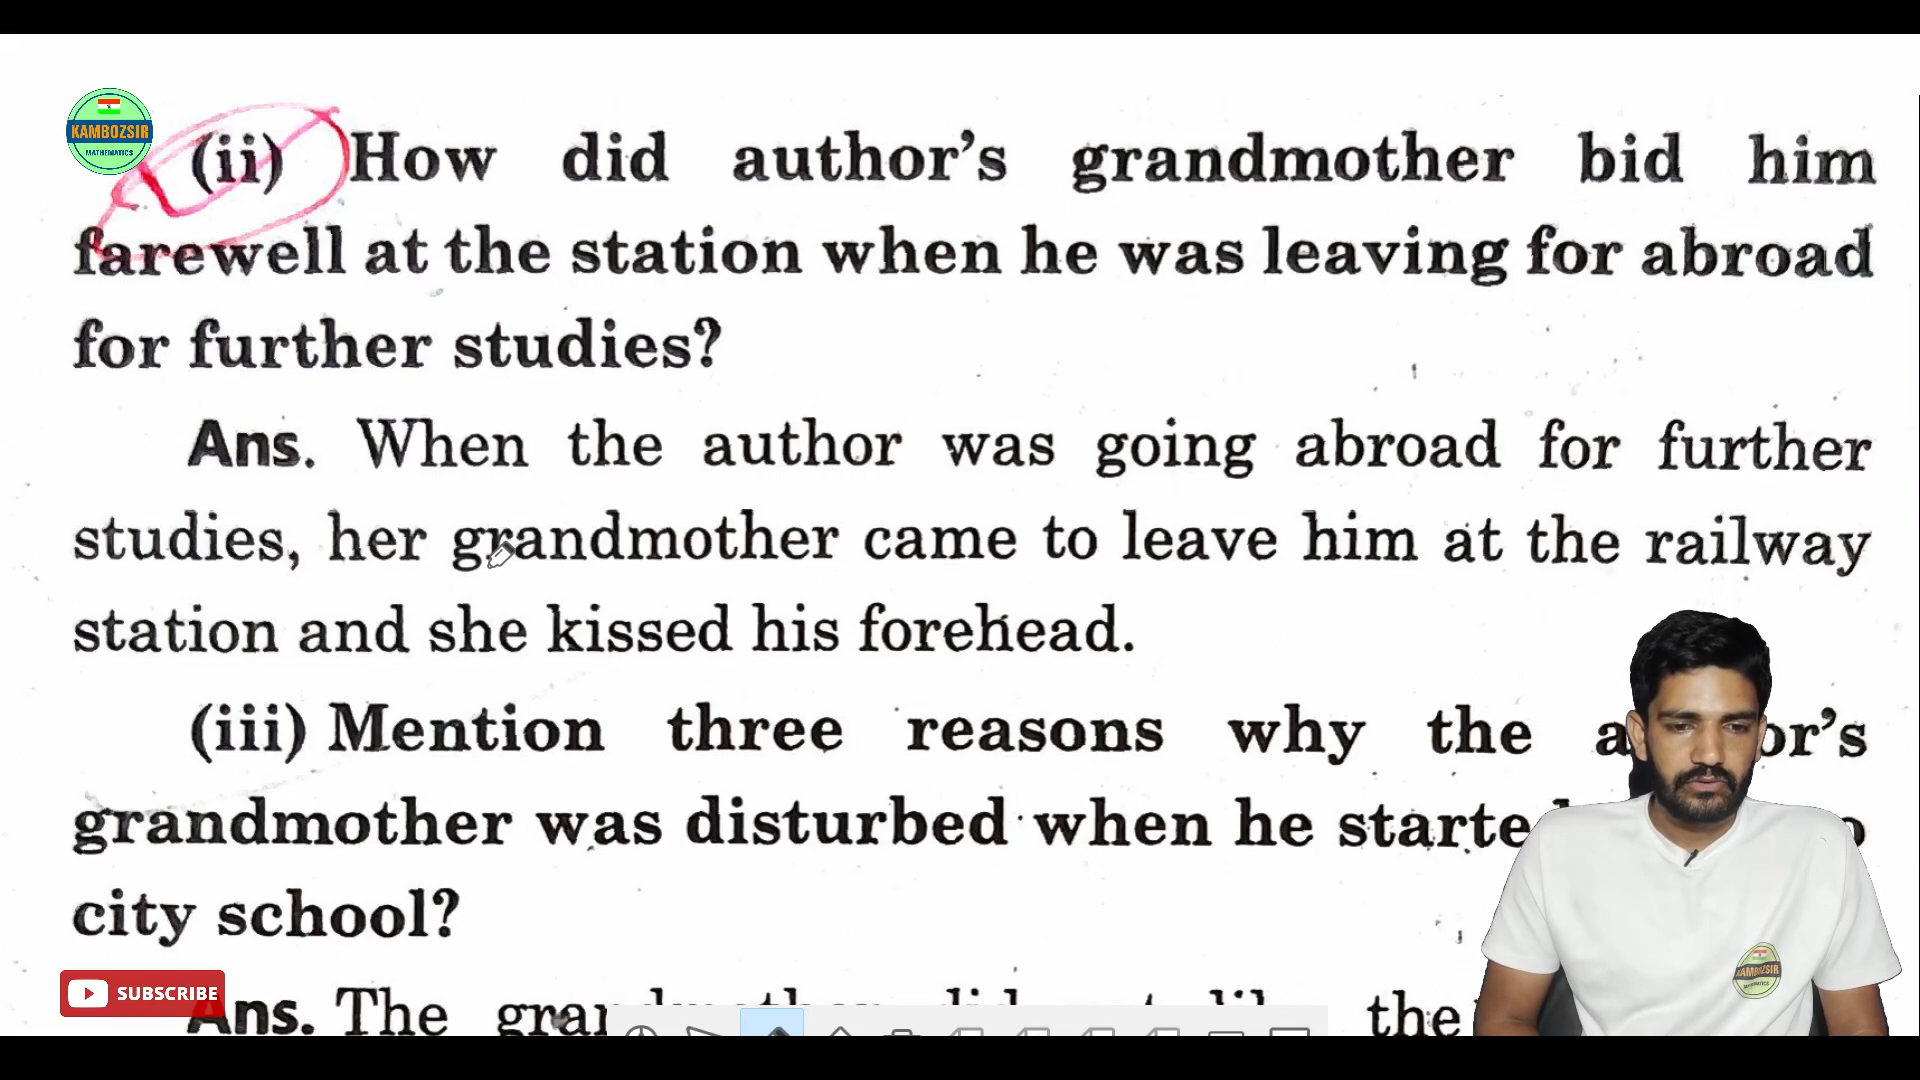 KAMBOZSIR
MATHEMATICS
(ii) How did author's grandmother bid him
farewell at the station when he was leaving for abroad
for further studies?
Ans. When the author was going abroad for further
studies, her grandmother came to leave him at the railway
station and she kissed his forehead.
(iii) Mention three reasons why the
grandmother was disturbed when he
city school?
SUBSCRIBE
Ans. The the
KAMBOZSIR